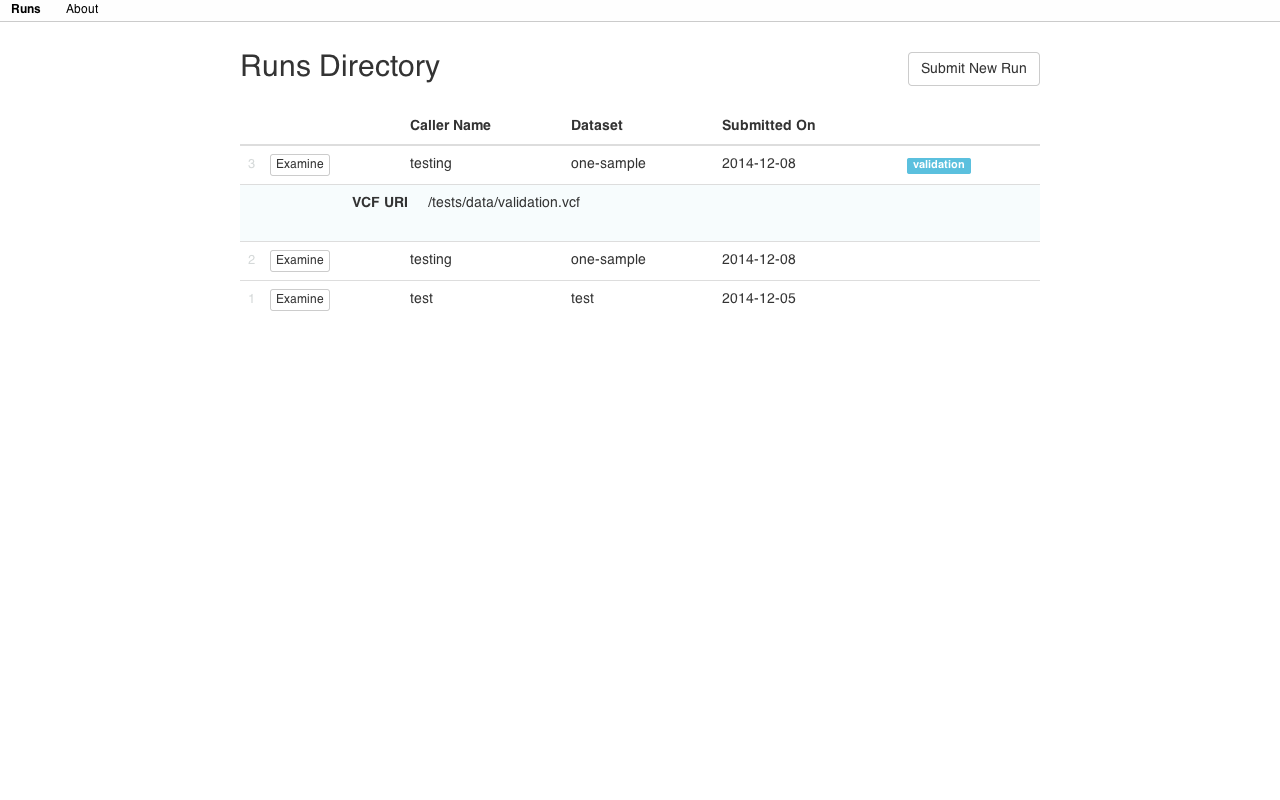 Runs About
Runs Directory Submit New Run
Caller Name Dataset Submitted On
3 Examine testing one-sample 2014-12-08 validation
VCF URI /tests/data/validation.vcf
2 Examine testing one-sample 2014-12-08
1 Examine test test 2014-12-05